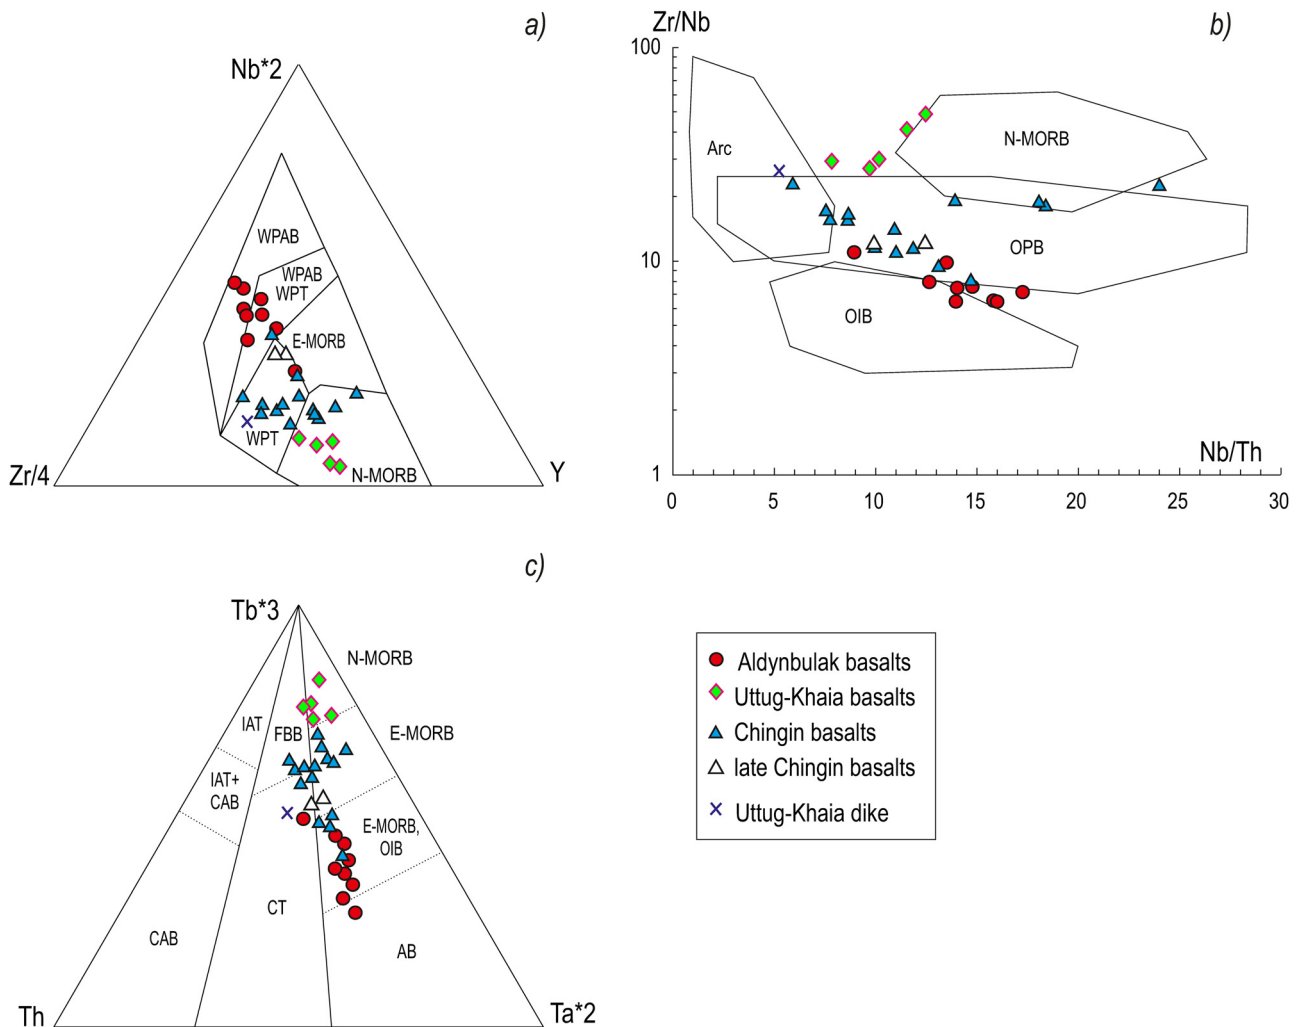 a)
Nb*2
WPAB
WPAB
WPT
E-MORB
WPT
N-MORB
Zr/4
Y
Zr/Nb
b)
100
Arc
N-MORB
OPB
10
OIB
Nb/Th
1
0
5
10
15
20
25
30
c)
Tb*3
N-MORB
IAT
FBB
E-MORB
IAT+
CAB
E-MORB,
OIB
CT
CAB
AB
Th
Ta*2
Aldynbulak basalts
Uttug-Khaia basalts
Chingin basalts
late Chingin basalts
Uttug-Khaia dike